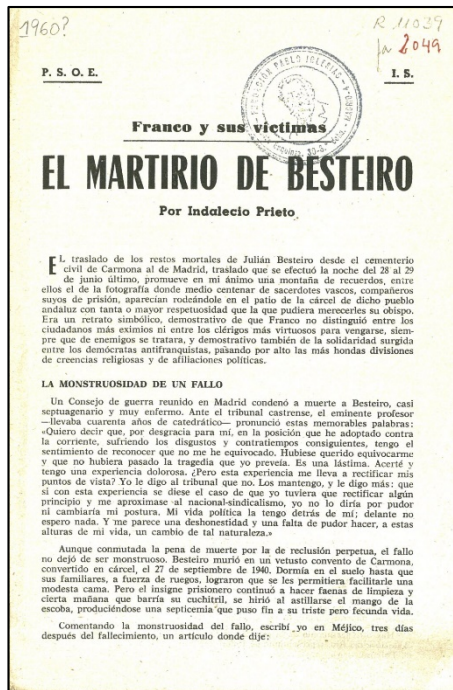 1960?
R. 11039
ja 2049
P. S. O. E.
I. S.
FUNDACIÓN PABLO IGLESIAS
Franco y sus víctimas
EL MARTIRIO DE BESTEIRO
Por Indalecio Prieto
EL traslado de los restos mortales de Julián Besteiro desde el cementerio
civil de Carmona al de Madrid, traslado que se efectuó la noche del 28 al 29
de junio último, promueve en mi ánimo una montaña de recuerdos, entre
ellos el de la fotografía donde medio centenar de sacerdotes vascos, compañeros
suyos de prisión, aparecían rodeándole en el patio de la cárcel de dicho pueblo
andaluz con tanta o mayor respetuosidad que la que pudiera merecerles su obispo.
Era un retrato simbólico, demostrativo de que Franco no distinguió entre los
ciudadanos más eximios ni entre los clérigos más virtuosos para vengarse, siem-
pre que de enemigos se tratara, y demostrativo también de la solidaridad surgida
entre los demócratas antifranquistas, pasando por alto las más hondas divisiones
de creencias religiosas y de afiliaciones políticas.
LA MONSTRUOSIDAD DE UN FALLO
Un Consejo de guerra reunido en Madrid condenó a muerte a Besteiro, casi
septuagenario y muy enfermo. Ante el tribunal castrense, el eminente profesor
—llevaba cuarenta años de catedrático— pronunció estas memorables palabras:
«Quiero decir que, por desgracia para mí, en la posición que he adoptado contra
la corriente, sufriendo los disgustos y contratiempos consiguientes, tengo el
sentimiento de reconocer que no me he equivocado. Hubiese querido equivocarme
y que no hubiera pasado la tragedia que yo preveía. Es una lástima. Acerté y
tengo una experiencia dolorosa. ¿Pero esta experiencia me lleva a rectificar mis
puntos de vista? Yo le digo al tribunal que no. Los mantengo, y le digo más: que
si con esta experiencia se diese el caso de que yo tuviera que rectificar algún
principio y me aproximase al nacional-sindicalismo, yo no lo diría por pudor
ni cambiaría mi postura. Mi vida política la tengo detrás de mí; delante no
espero nada. Y me parece una deshonestidad y una falta de pudor hacer, a estas
alturas de mi vida, un cambio de tal naturaleza.»
Aunque conmutada la pena de muerte por la de reclusión perpetua, el fallo
no dejó de ser monstruoso. Besteiro murió en un vetusto convento de Carmona,
convertido en cárcel, el 27 de septiembre de 1940. Dormía en el suelo hasta que
sus familiares, a fuerza de ruegos, lograron que se les permitiera facilitarle una
modesta cama. Pero el insigne prisionero continuó a hacer faenas de limpieza y
cierta mañana que barría su cuchitril, se hirió al astillarse el mango de la
escoba, produciéndose una septicemia que puso fin a su triste pero fecunda vida.
Comentando la monstruosidad del fallo, escribí yo en Méjico, tres días
después del fallecimiento, un artículo donde dije: